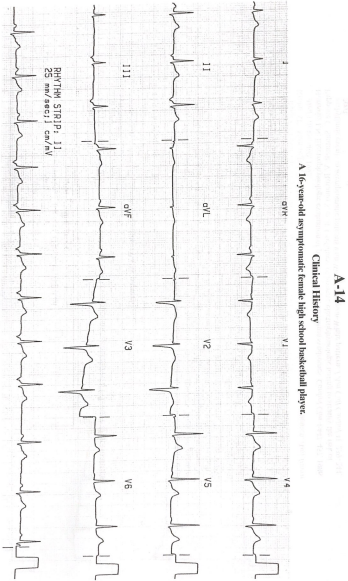 A-14
Clinical History
A 16-year-old asymptomatic female high school basketball player.
I
aVR
V1
V4
II
aVL
V2
V5
III
aVF
V3
V6
RHYTHM STRIP: II
25 mm/sec;1 cm/mV